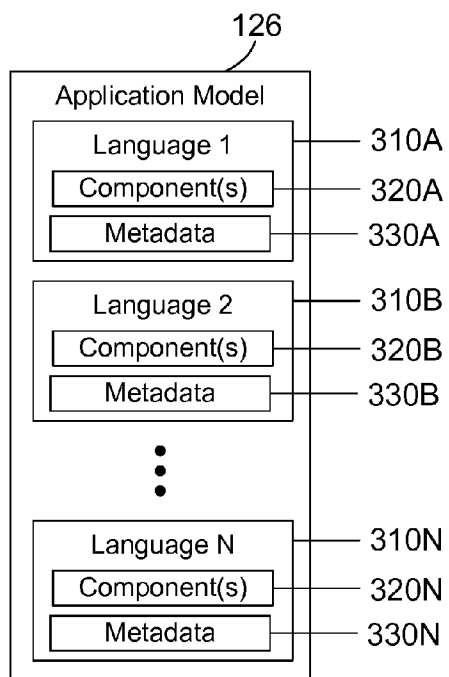 126
Application Model
Language 1 310A
Component(s) 320A
Metadata 330A
Language 2 310B
Component(s) 320B
Metadata 330B
Language N 310N
Component(s) 320N
Metadata 330N